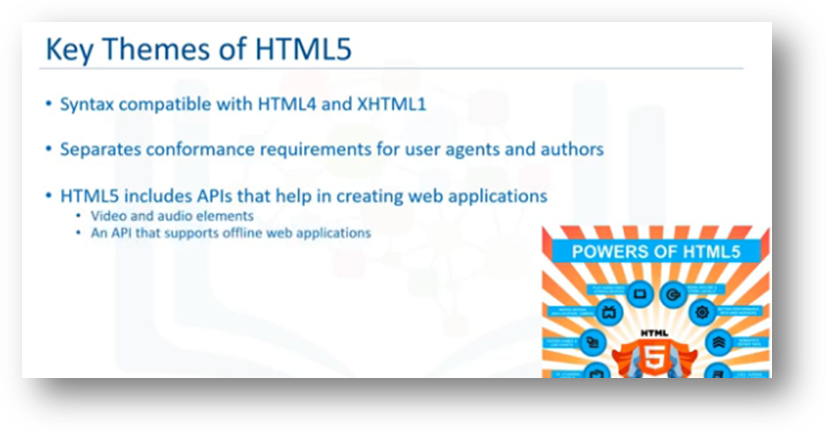 Key Themes of HTML5
• Syntax compatible with HTML4 and XHTML1
• Separates conformance requirements for user agents and authors
• HTML5 includes APIs that help in creating web applications
• Video and audio elements
• An API that supports offline web applications
POWERS OF HTML5
HTML
5